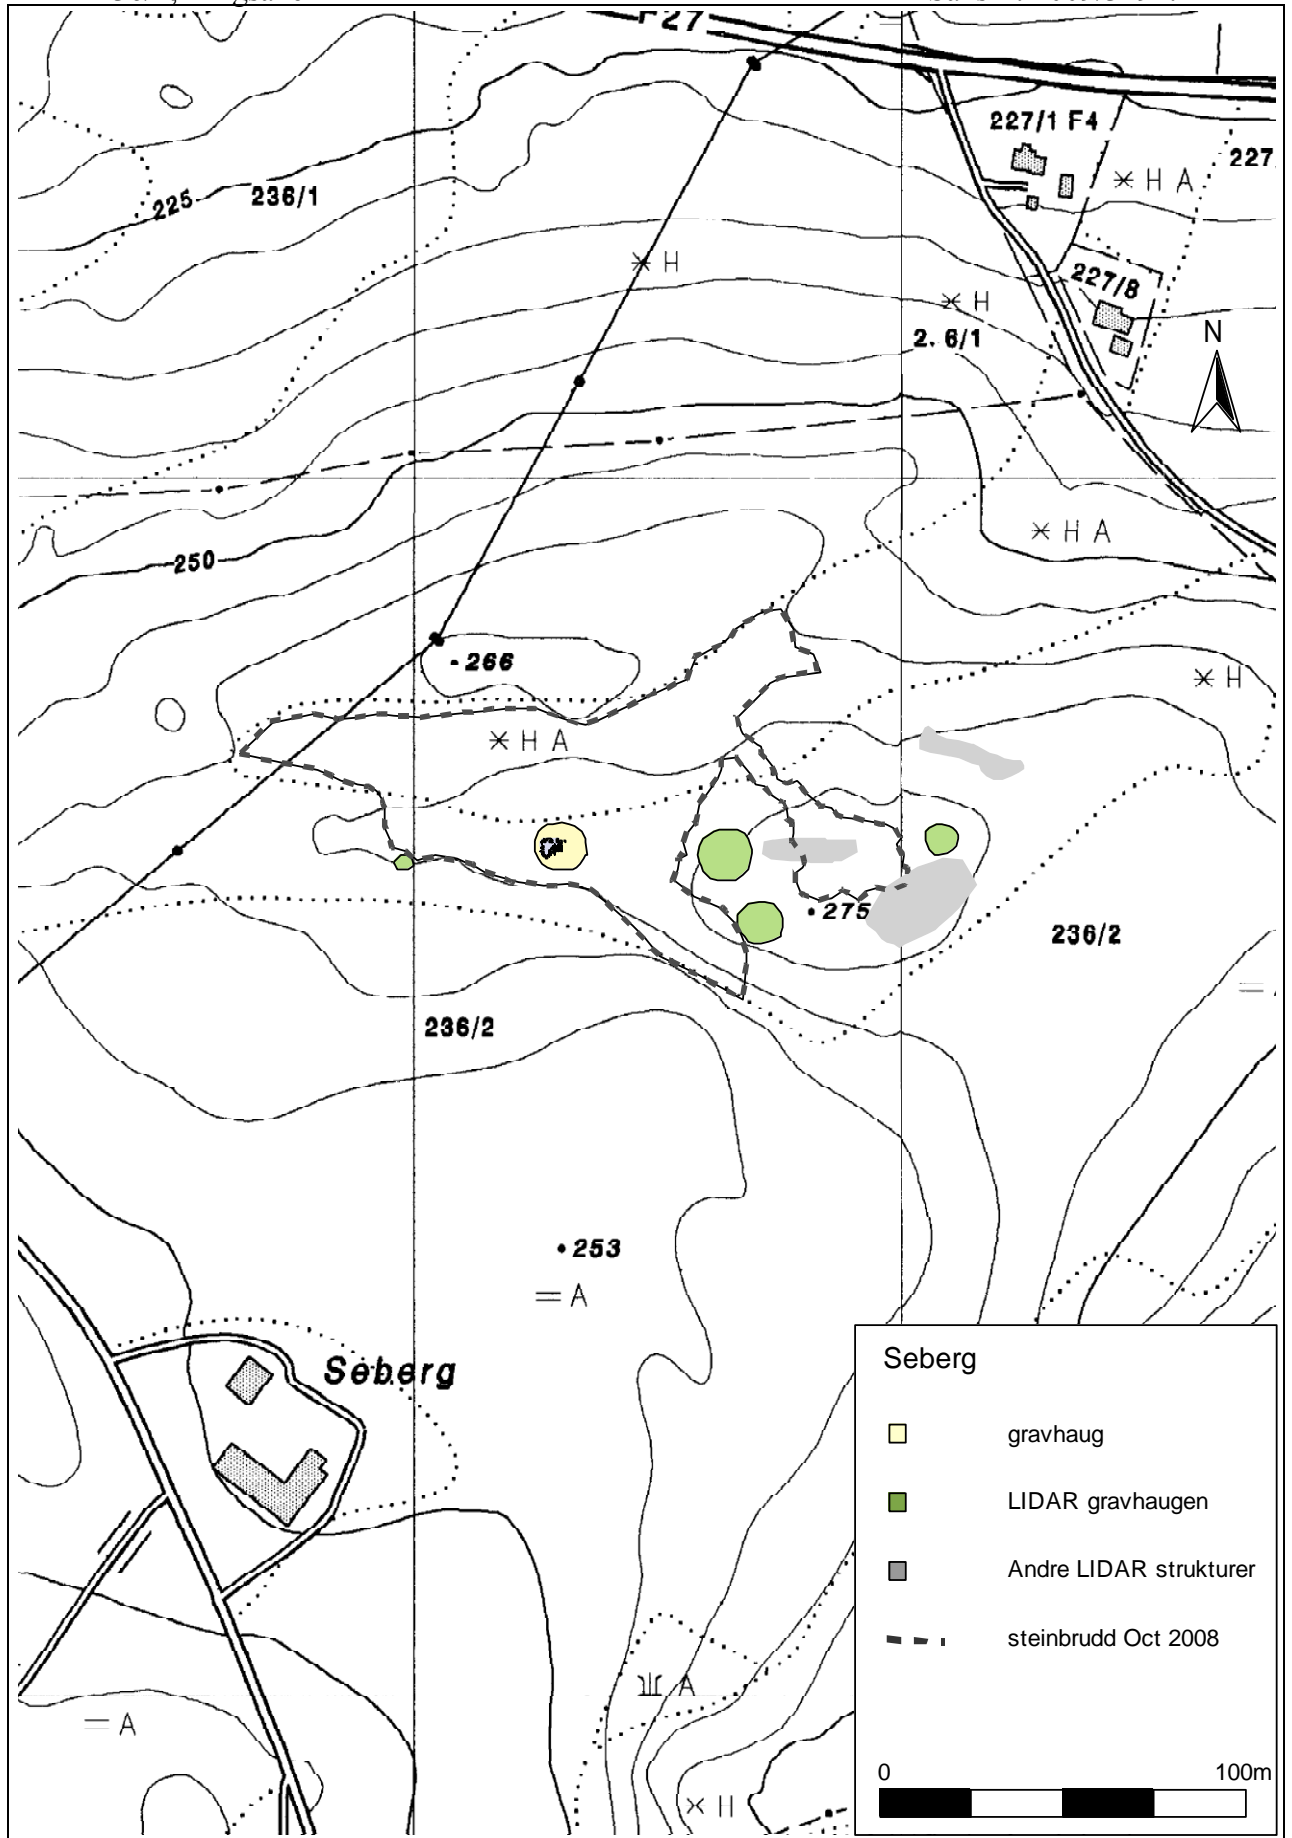 F27
227/1 F4
227
H A
225
236/1
H
227/8
H
2. 6/1
N
H A
250
266
H
H A
275
236/2
236/2
253
A
Seberg
Seberg
gravhaug
LIDAR gravhaugen
Andre LIDAR strukturer
steinbrudd Oct 2008
A
A
H
0 100m